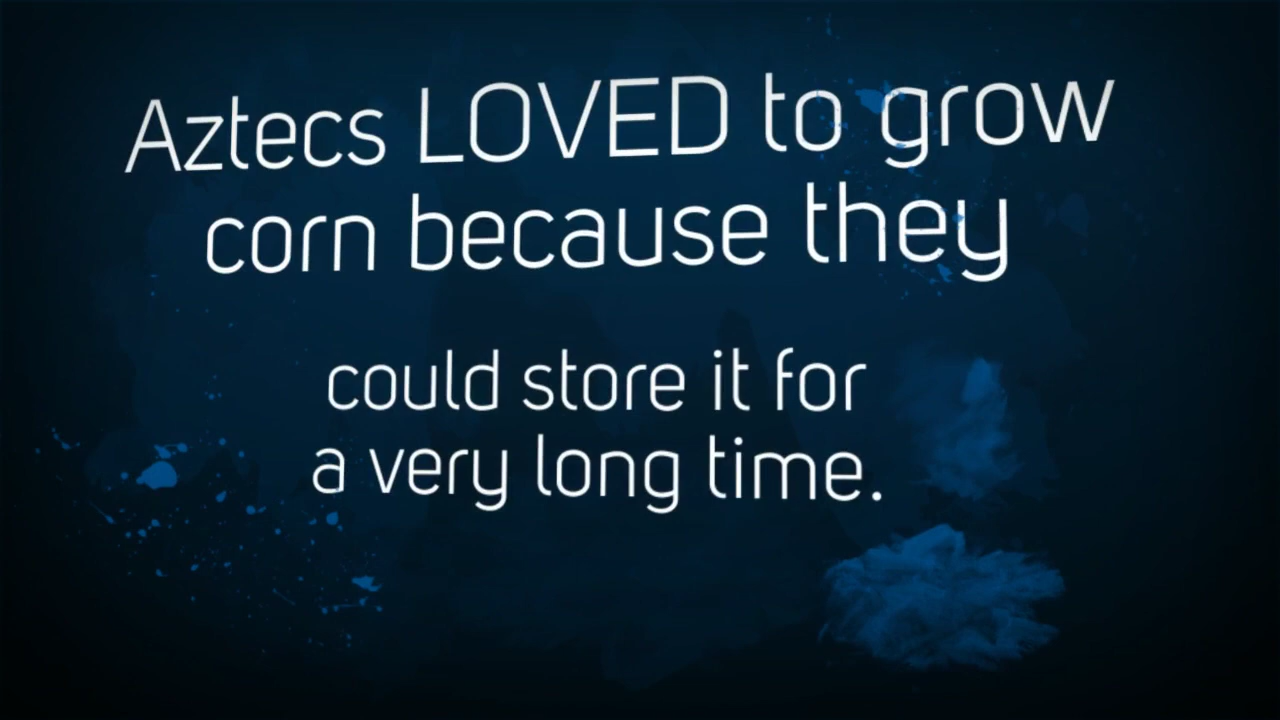 Aztecs LOVED to grow
corn because they
could store it for
a very long time.